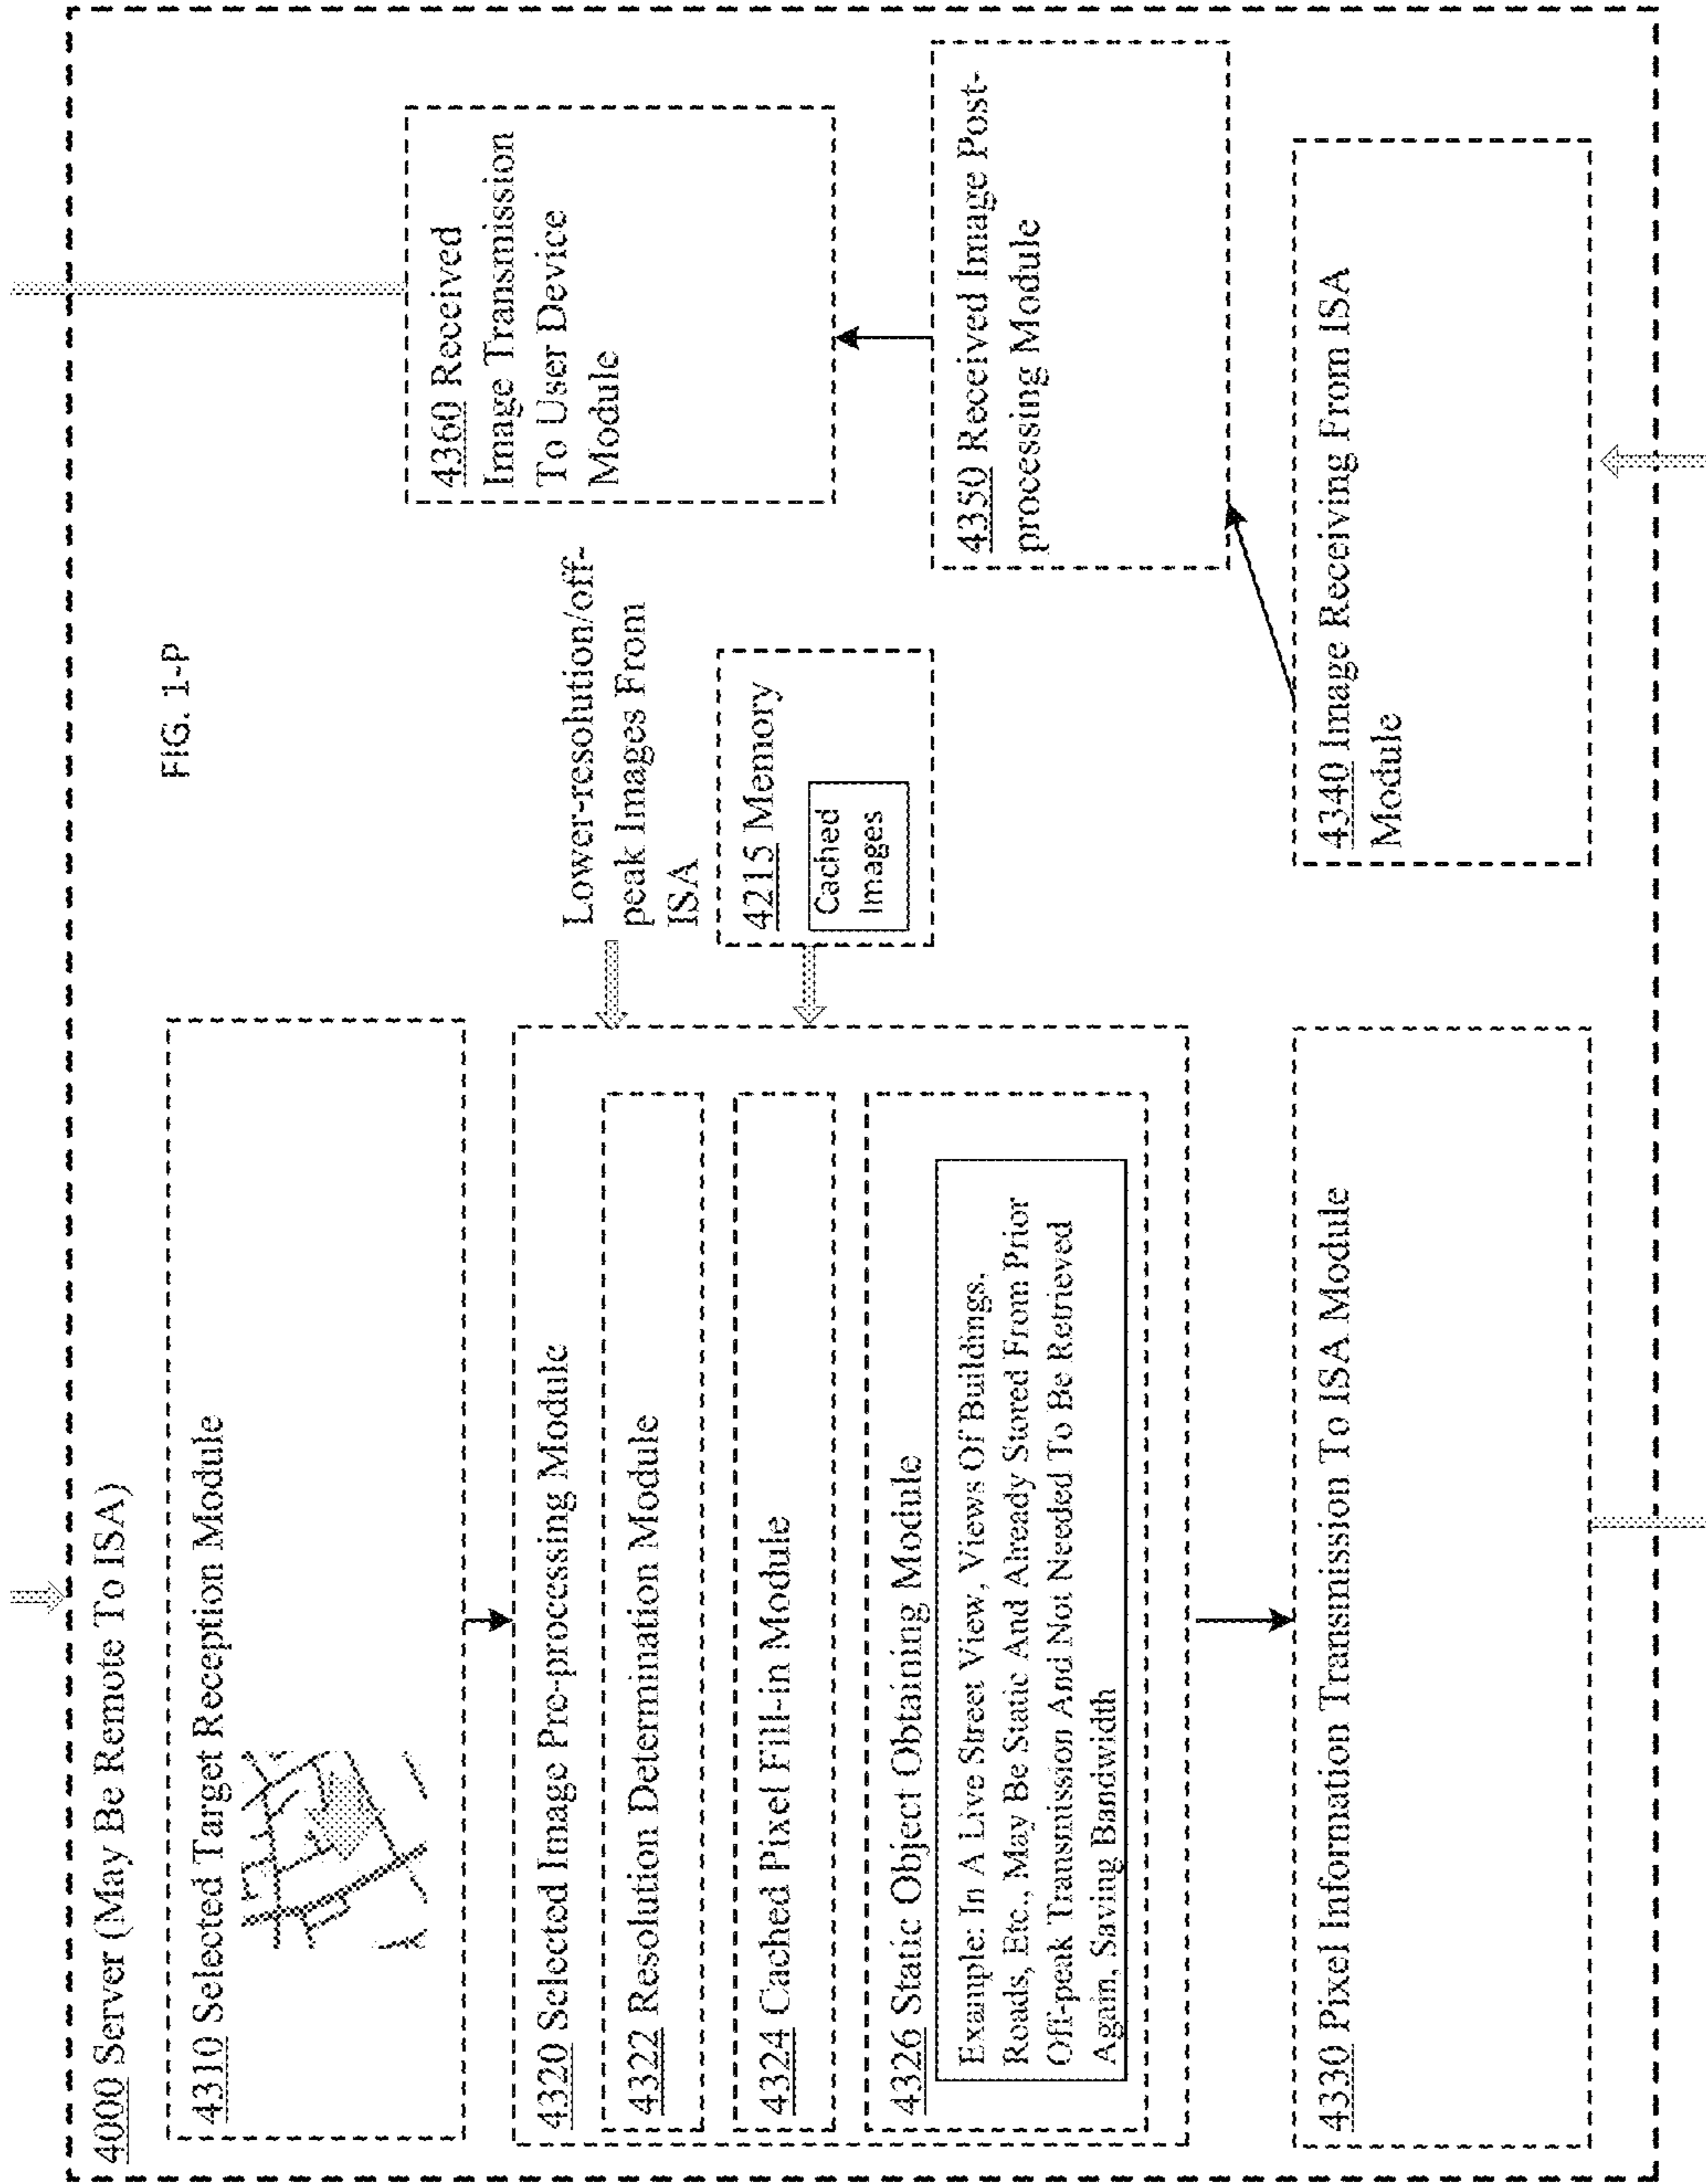 FIG. 1-P
4000 Server (May Be Remote To ISA)
4310 Selected Target Reception Module
4320 Selected Image Pre-processing Module
4322 Resolution Determination Module
4324 Cached Pixel Fill-in Module
4326 Static Object Obtaining Module
Example: In A Live Street View, Views Of Buildings,
Roads, Etc., May Be Static And Already Stored From Prior
Off-peak Transmission And Not Needed To Be Retrieved
Again, Saving Bandwidth
4330 Pixel Information Transmission To ISA Module
Lower-resolution/off-
peak Images From
ISA
4215 Memory
Cached
Images
4360 Received
Image Transmission
To User Device
Module
4350 Received Image Post-
processing Module
4340 Image Receiving From ISA
Module